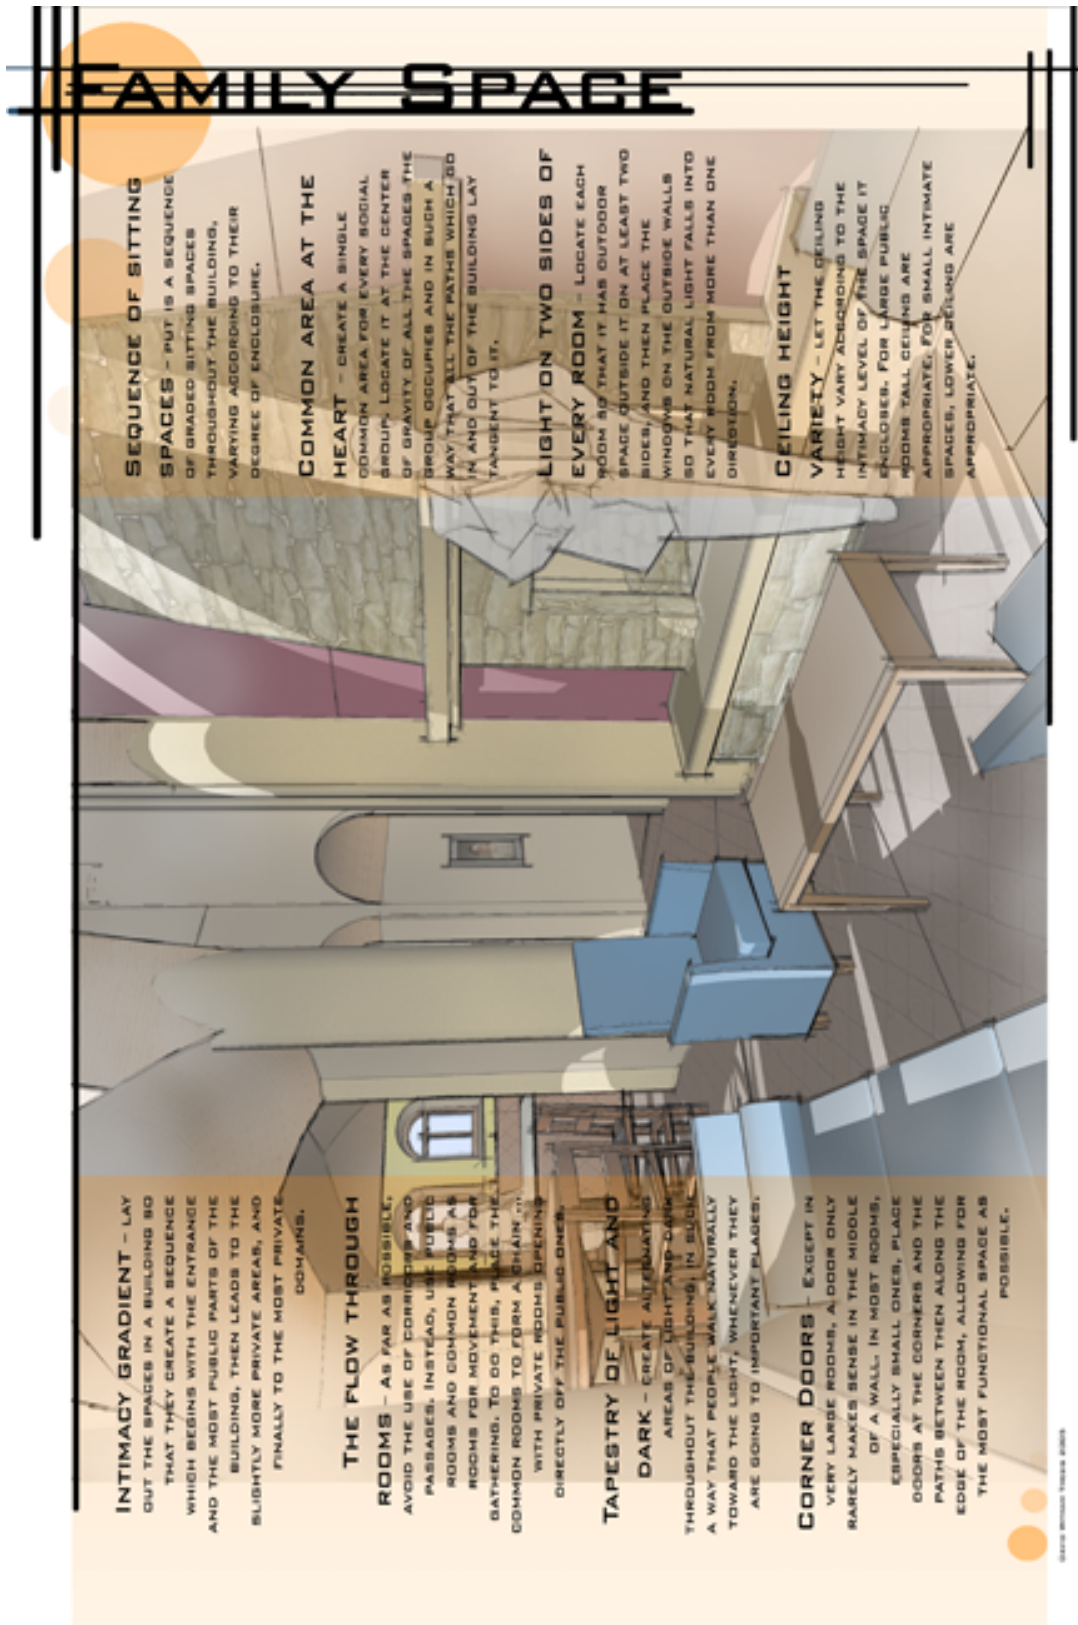 FAMILY SPACE
SEQUENCE OF SITTING
SPACES - PUT IS A SEQUENCE
OF GRADED SITTING SPACES
THROUGHOUT THE BUILDING,
VARYING ACCORDING TO THEIR
DEGREE OF ENCLOSURE.
COMMON AREA AT THE
HEART - CREATE A SINGLE
COMMON AREA FOR EVERY SOCIAL
GROUP. LOCATE IT AT THE CENTER
OF GRAVITY OF ALL THE SPACES THE
GROUP OCCUPIES AND IN SUCH A
WAY THAT ALL THE PATHS WHICH GO
IN AND OUT OF THE BUILDING LAY
TANGENT TO IT.
LIGHT ON TWO SIDES OF
EVERY ROOM - LOCATE EACH
ROOM SO THAT IT HAS OUTDOOR
SPACE OUTSIDE IT ON AT LEAST TWO
SIDES, AND THEN PLACE THE
WINDOWS ON THE OUTSIDE WALLS
SO THAT NATURAL LIGHT FALLS INTO
EVERY ROOM FROM MORE THAN ONE
DIRECTION.
CEILING HEIGHT
VARIETY - LET THE CEILING
HEIGHT VARY ACCORDING TO THE
INTIMACY LEVEL OF THE SPACE IT
ENCLOSES. FOR LARGE PUBLIC
ROOMS TALL CEILING ARE
APPROPRIATE. FOR SMALL INTIMATE
SPACES, LOWER CEILING ARE
APPROPRIATE.
INTIMACY GRADIENT - LAY
OUT THE SPACES IN A BUILDING SO
THAT THEY CREATE A SEQUENCE
WHICH BEGINS WITH THE ENTRANCE
AND THE MOST PUBLIC PARTS OF THE
BUILDING, THEN LEADS TO THE
SLIGHTLY MORE PRIVATE AREAS, AND
FINALLY TO THE MOST PRIVATE
DOMAINS.
THE FLOW THROUGH
ROOMS - AS FAR AS POSSIBLE,
AVOID THE USE OF CORRIDORS AND
PASSAGES. INSTEAD, USE PUBLIC
ROOMS AND COMMON ROOMS AS
ROOMS FOR MOVEMENT AND FOR
GATHERING. TO DO THIS, PLACE THE
COMMON ROOMS TO FORM A CHAIN ...
WITH PRIVATE ROOMS OPENING
DIRECTLY OFF THE PUBLIC ONES.
TAPESTRY OF LIGHT AND
DARK - CREATE ALTERNATING
AREAS OF LIGHT AND DARK
THROUGHOUT THE BUILDING, IN SUCH
A WAY THAT PEOPLE WALK NATURALLY
TOWARD THE LIGHT, WHENEVER THEY
ARE GOING TO IMPORTANT PLACES.
CORNER DOORS - EXCEPT IN
VERY LARGE ROOMS, A DOOR ONLY
RARELY MAKES SENSE IN THE MIDDLE
OF A WALL. IN MOST ROOMS,
ESPECIALLY SMALL ONES, PLACE
DOORS AT THE CORNERS AND THE
PATHS BETWEEN THEN ALONG THE
EDGE OF THE ROOM, ALLOWING FOR
THE MOST FUNCTIONAL SPACE AS
POSSIBLE.